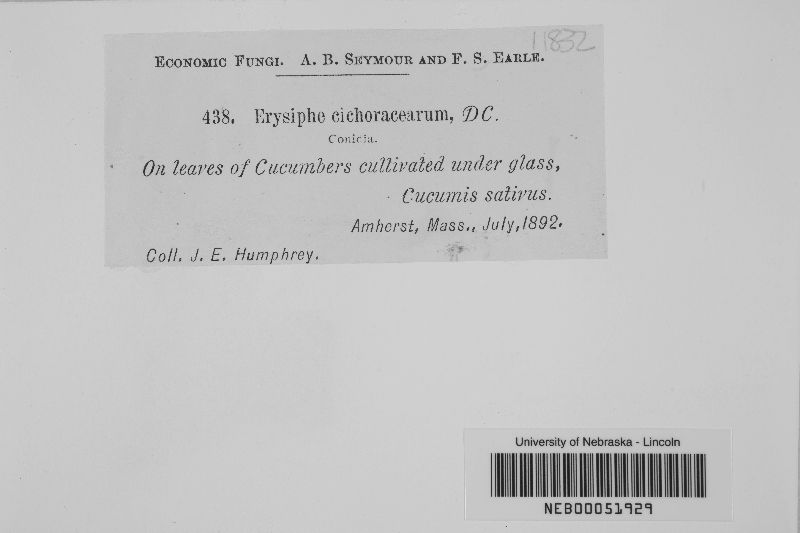 11832
ECONOMIC FUNGI. A. B. SEYMOUR AND F. S. EARLE.
438. Erysiphe cichoracearum, DC.
Conidia.
On leaves of Cucumbers cultivated under glass,
Cucumis sativus.
Amherst, Mass., July, 1892.
Coll. J. E. Humphrey.
University of Nebraska - Lincoln
NEB00051929